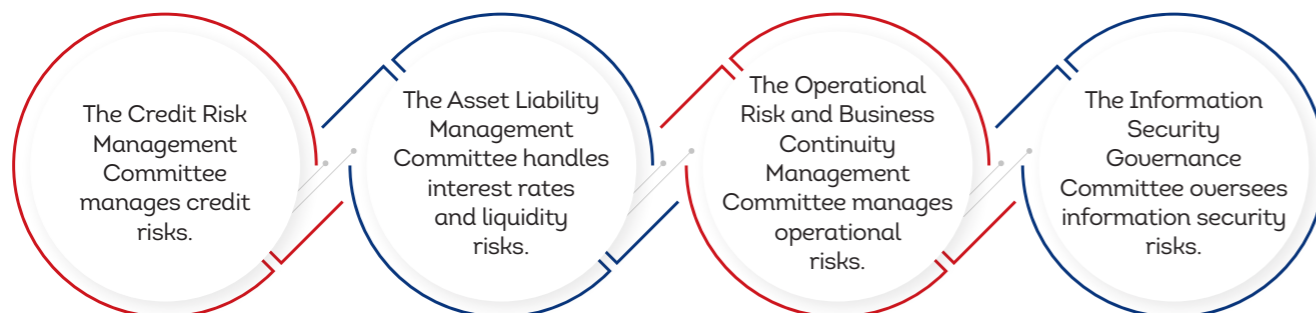 The Credit Risk
Management
Committee
manages credit
risks.
The Asset Liability
Management
Committee handles
interest rates
and liquidity
risks.
The Operational
Risk and Business
Continuity
Management
Committee manages
operational
risks.
The Information
Security
Governance
Committee oversees
information security
risks.